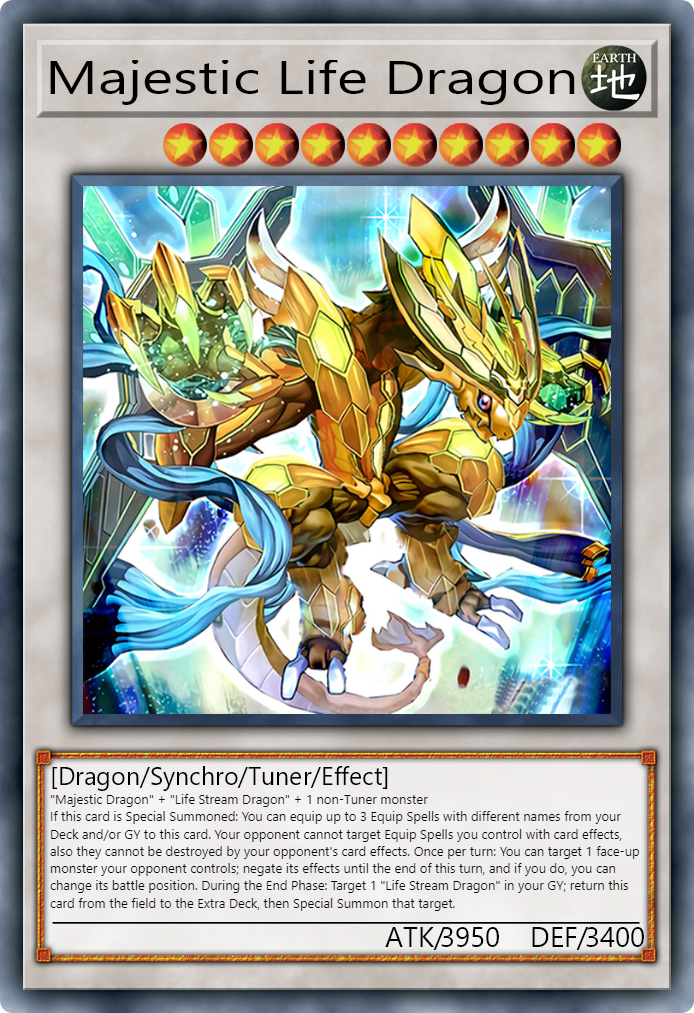 Majestic Life Dragon
EARTH
地
[Dragon/Synchro/Tuner/Effect]
"Majestic Dragon" + "Life Stream Dragon" + 1 non-Tuner monster
If this card is Special Summoned: You can equip up to 3 Equip Spells with different names from your
Deck and/or GY to this card. Your opponent cannot target Equip Spells you control with card effects,
also they cannot be destroyed by your opponent's card effects. Once per turn: You can target 1 face-up
monster your opponent controls; negate its effects until the end of this turn, and if you do, you can
change its battle position. During the End Phase: Target 1 "Life Stream Dragon" in your GY; return this
card from the field to the Extra Deck, then Special Summon that target.
ATK/3950 DEF/3400